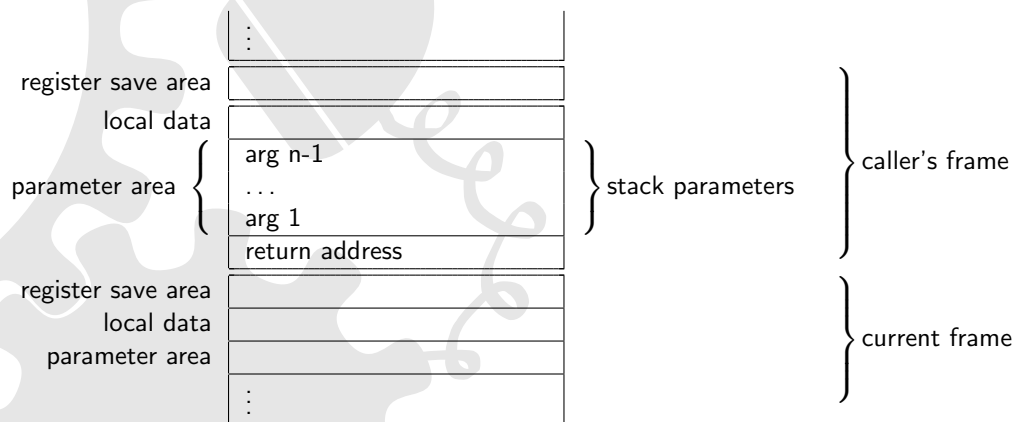 ⋮
register save area
local data
arg n-1
parameter area
. . .
stack parameters
caller's frame
arg 1
return address
register save area
local data
parameter area
current frame
⋮